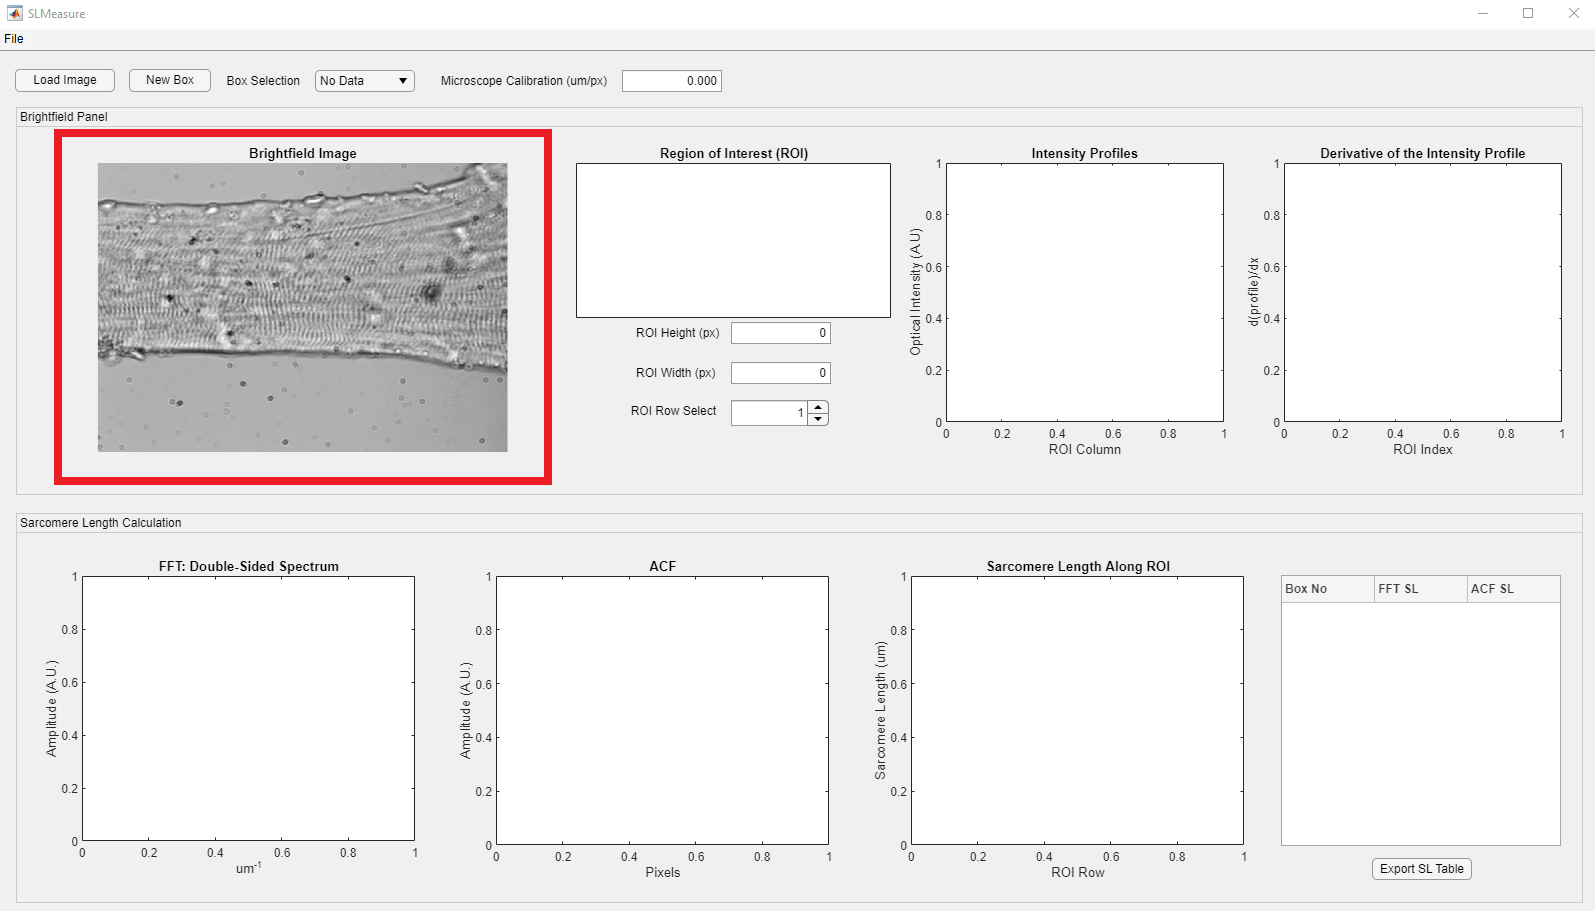 SLMeasure
File
Load Image New Box Box Selection No Data Microscope Calibration (um/px) 0.000
Brightfield Panel
Brightfield Image
Region of Interest (ROI)
ROI Height (px) 0
ROI Width (px) 0
ROI Row Select 1
Intensity Profiles
Optical Intensity (A.U)
1
0.8
0.6
0.4
0.2
0
0 0.2 0.4 0.6 0.8 1
ROI Column
Derivative of the Intensity Profile
d(profile)/dx
1
0.8
0.6
0.4
0.2
0
0 0.2 0.4 0.6 0.8 1
ROI Index
Sarcomere Length Calculation
FFT: Double-Sided Spectrum
Amplitude (A.U.)
1
0.8
0.6
0.4
0.2
0
0 0.2 0.4 0.6 0.8 1
um-1
ACF
Amplitude (A.U.)
1
0.8
0.6
0.4
0.2
0
0 0.2 0.4 0.6 0.8 1
Pixels
Sarcomere Length Along ROI
Sarcomere Length (um)
1
0.8
0.6
0.4
0.2
0
0 0.2 0.4 0.6 0.8 1
ROI Row
Box No FFT SL ACF SL
Export SL Table